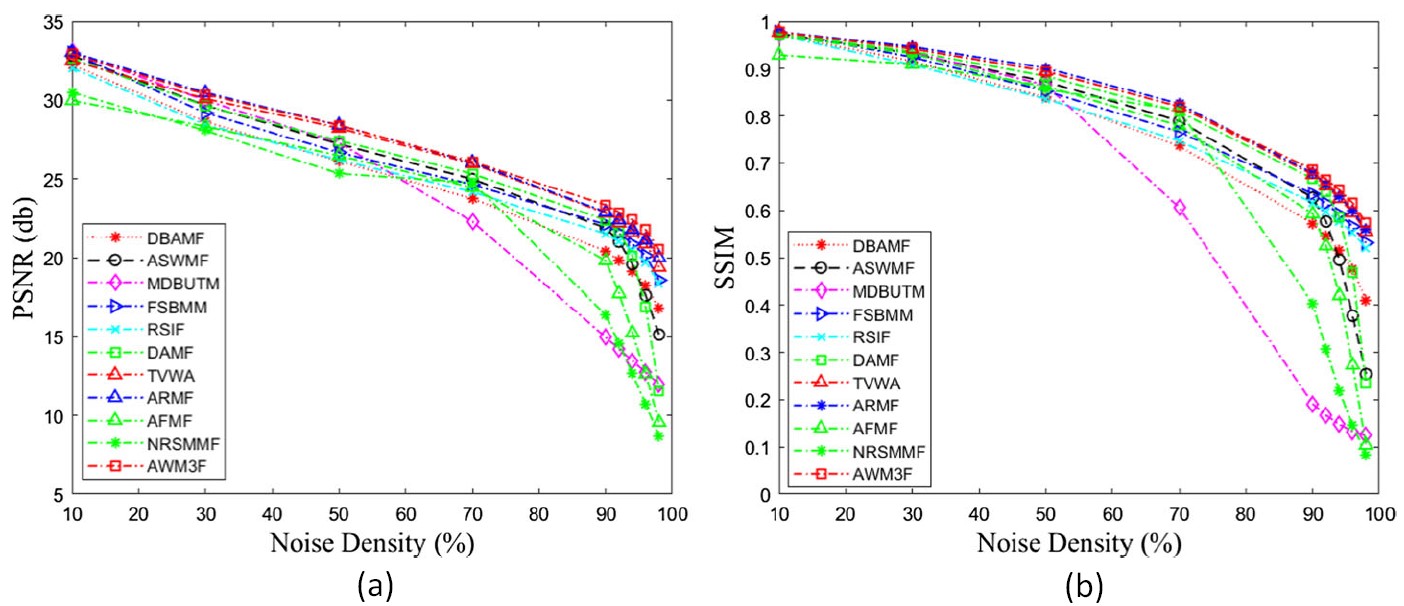 35
30
25
20
15
10
5
PSNR (db)
DBAMF
ASWMF
MDBUTM
FSBMM
RSIF
DAMF
TVWA
ARMF
AFMF
NRSMMF
AWM3F
10 20 30 40 50 60 70 80 90 100
Noise Density (%)
(a)
1
0.9
0.8
0.7
0.6
0.5
0.4
0.3
0.2
0.1
0
SSIM
DBAMF
ASWMF
MDBUTM
FSBMM
RSIF
DAMF
TVWA
ARMF
AFMF
NRSMMF
AWM3F
10 20 30 40 50 60 70 80 90 100
Noise Density (%)
(b)